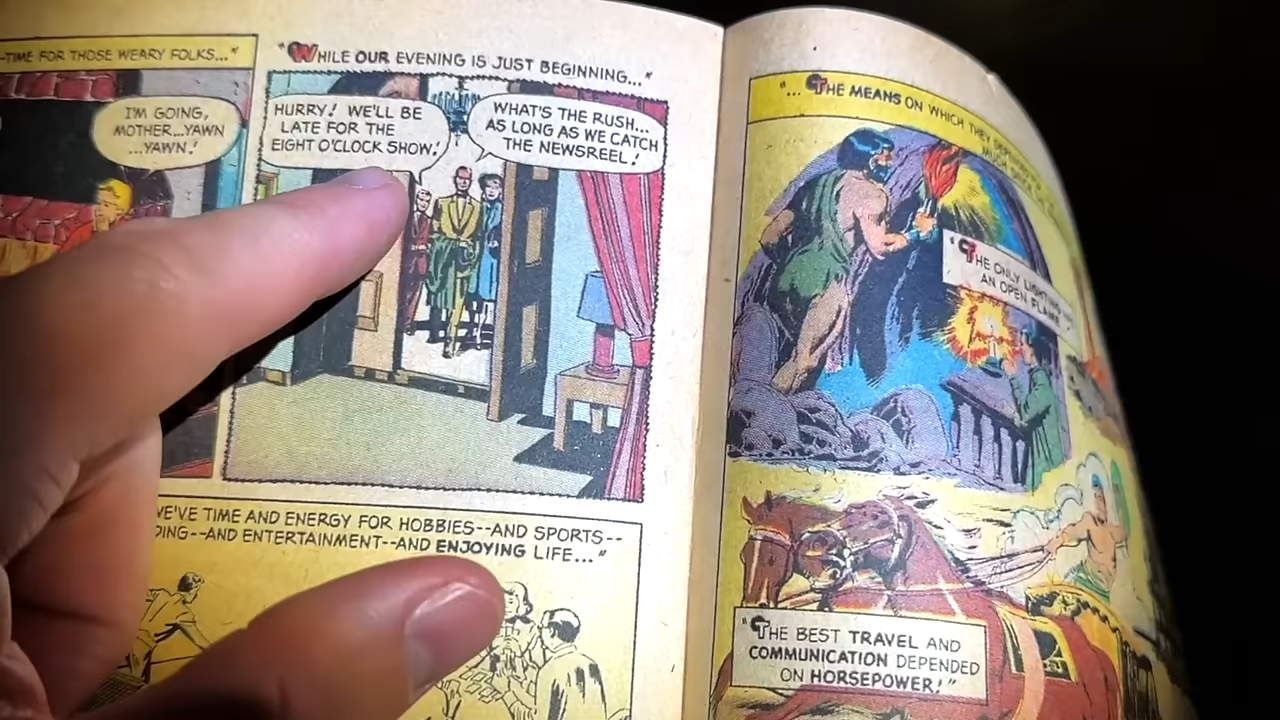 -TIME FOR THOSE WEARY FOLKS..."
I'M GOING,
MOTHER...YAWN
...YAWN!
"WHILE OUR EVENING IS JUST BEGINNING..."
HURRY! WE'LL BE
LATE FOR THE
EIGHT O'CLOCK SHOW!
WHAT'S THE RUSH...
AS LONG AS WE CATCH
THE NEWSREEL!
WE'VE TIME AND ENERGY FOR HOBBIES--AND SPORTS--
DING--AND ENTERTAINMENT--AND ENJOYING LIFE..."
"...THE MEANS ON WHICH THEY DEPENDED
"THE ONLY LIGHTING
AN OPEN FLAME
"THE BEST TRAVEL AND
COMMUNICATION DEPENDED
ON HORSEPOWER!"